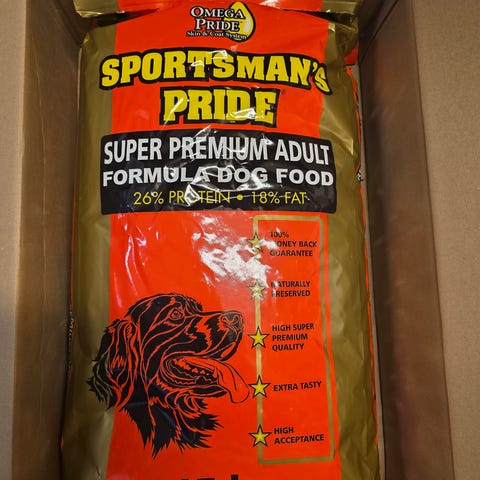 OMEGA
PRIDE
Skin & Coat System
SPORTSMAN'S
PRIDE®
SUPER PREMIUM ADULT
FORMULA DOG FOOD
26% PROTEIN • 18% FAT
100%
MONEY BACK
GUARANTEE
NATURALLY
PRESERVED
HIGH SUPER
PREMIUM
QUALITY
EXTRA TASTY
HIGH
ACCEPTANCE